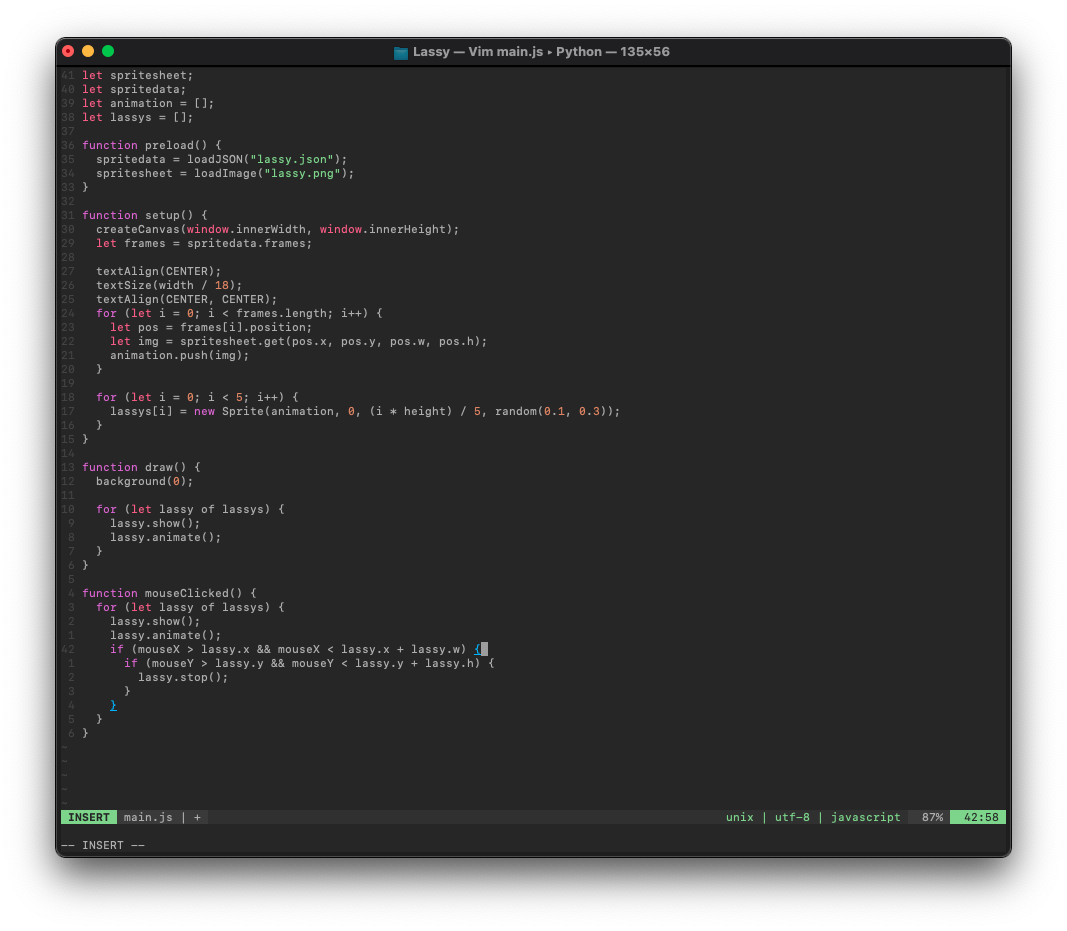 Lassy — Vim main.js ▸ Python — 135×56
41 let spritesheet;
40 let spritedata;
39 let animation = [];
38 let lassys = [];
37
36 function preload() {
35   spritedata = loadJSON("lassy.json");
34   spritesheet = loadImage("lassy.png");
33 }
32
31 function setup() {
30   createCanvas(window.innerWidth, window.innerHeight);
29   let frames = spritedata.frames;
28
27   textAlign(CENTER);
26   textSize(width / 18);
25   textAlign(CENTER, CENTER);
24   for (let i = 0; i < frames.length; i++) {
23     let pos = frames[i].position;
22     let img = spritesheet.get(pos.x, pos.y, pos.w, pos.h);
21     animation.push(img);
20   }
19
18   for (let i = 0; i < 5; i++) {
17     lassys[i] = new Sprite(animation, 0, (i * height) / 5, random(0.1, 0.3));
16   }
15 }
14
13 function draw() {
12   background(0);
11
10   for (let lassy of lassys) {
 9     lassy.show();
 8     lassy.animate();
 7   }
 6 }
 5
 4 function mouseClicked() {
 3   for (let lassy of lassys) {
 2     lassy.show();
 1     lassy.animate();
42     if (mouseX > lassy.x && mouseX < lassy.x + lassy.w) {
 1       if (mouseY > lassy.y && mouseY < lassy.y + lassy.h) {
 2         lassy.stop();
 3       }
 4     }
 5   }
 6 }
~
~
~
~
~
INSERT main.js | + unix | utf-8 | javascript 87% 42:58
-- INSERT --